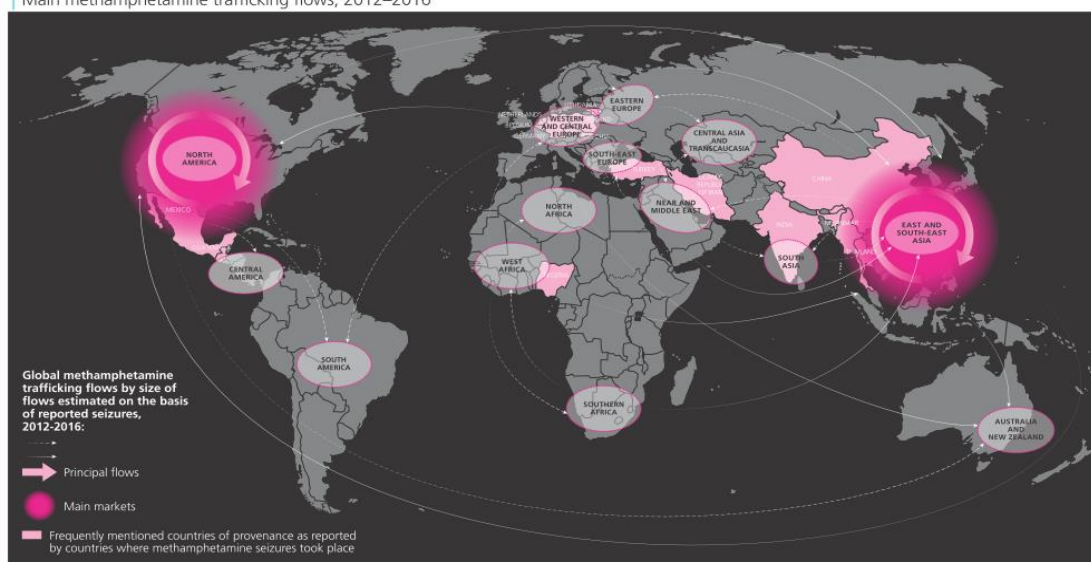 Main methamphetamine trafficking flows, 2012–2016
NORTH
AMERICA
MEXICO
CENTRAL
AMERICA
SOUTH
AMERICA
EASTERN
EUROPE
NETHERLANDS
WESTERN
AND CENTRAL
EUROPE
SOUTH-EAST
EUROPE
CENTRAL ASIA
AND
TRANSCAUCASIA
TURKEY
NORTH
AFRICA
NEAR AND
MIDDLE EAST
CHINA
INDIA
EAST AND
SOUTH-EAST
ASIA
SOUTH
ASIA
WEST
AFRICA
SOUTHERN
AFRICA
AUSTRALIA
AND
NEW ZEALAND
Global methamphetamine
trafficking flows by size of
flows estimated on the basis
of reported seizures,
2012-2016:
Principal flows
Main markets
Frequently mentioned countries of provenance as reported
by countries where methamphetamine seizures took place